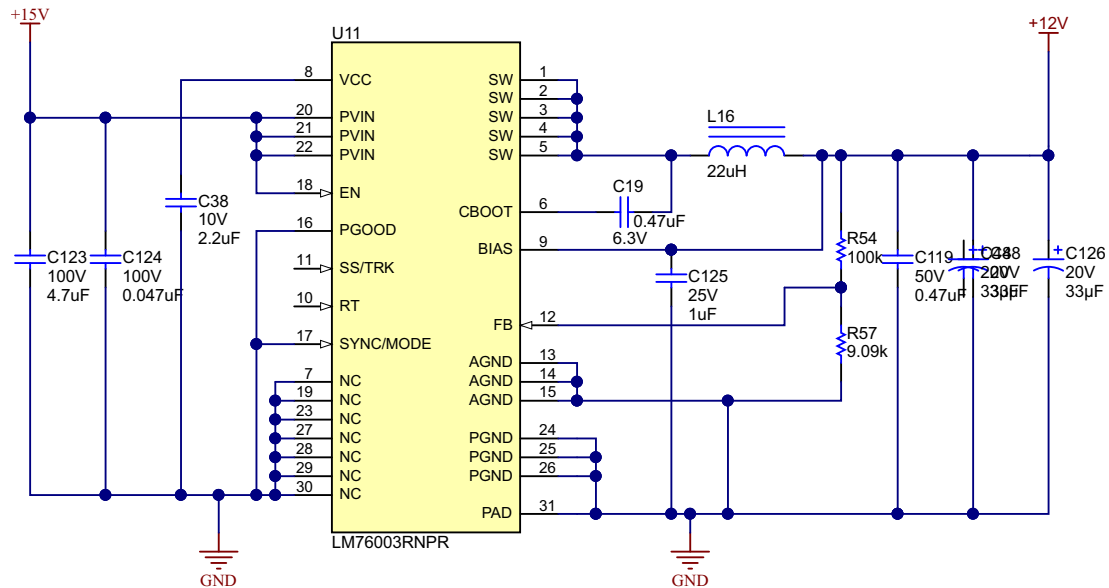 +15V
+12V
U11
8 VCC
20 PVIN
21 PVIN
22 PVIN
18 EN
16 PGOOD
11 SS/TRK
10 RT
17 SYNC/MODE
7 NC
19 NC
23 NC
27 NC
28 NC
29 NC
30 NC
SW 1
SW 2
SW 3
SW 4
SW 5
CBOOT 6
BIAS 9
FB 12
AGND 13
AGND 14
AGND 15
PGND 24
PGND 25
PGND 26
PAD 31
LM76003RNPR
C123
100V
4.7uF
C124
100V
0.047uF
C38
10V
2.2uF
L16
22uH
C19
0.47uF
6.3V
C125
25V
1uF
R54
100k
R57
9.09k
C119
50V
0.47uF
C126
20V
33µF
GND
GND